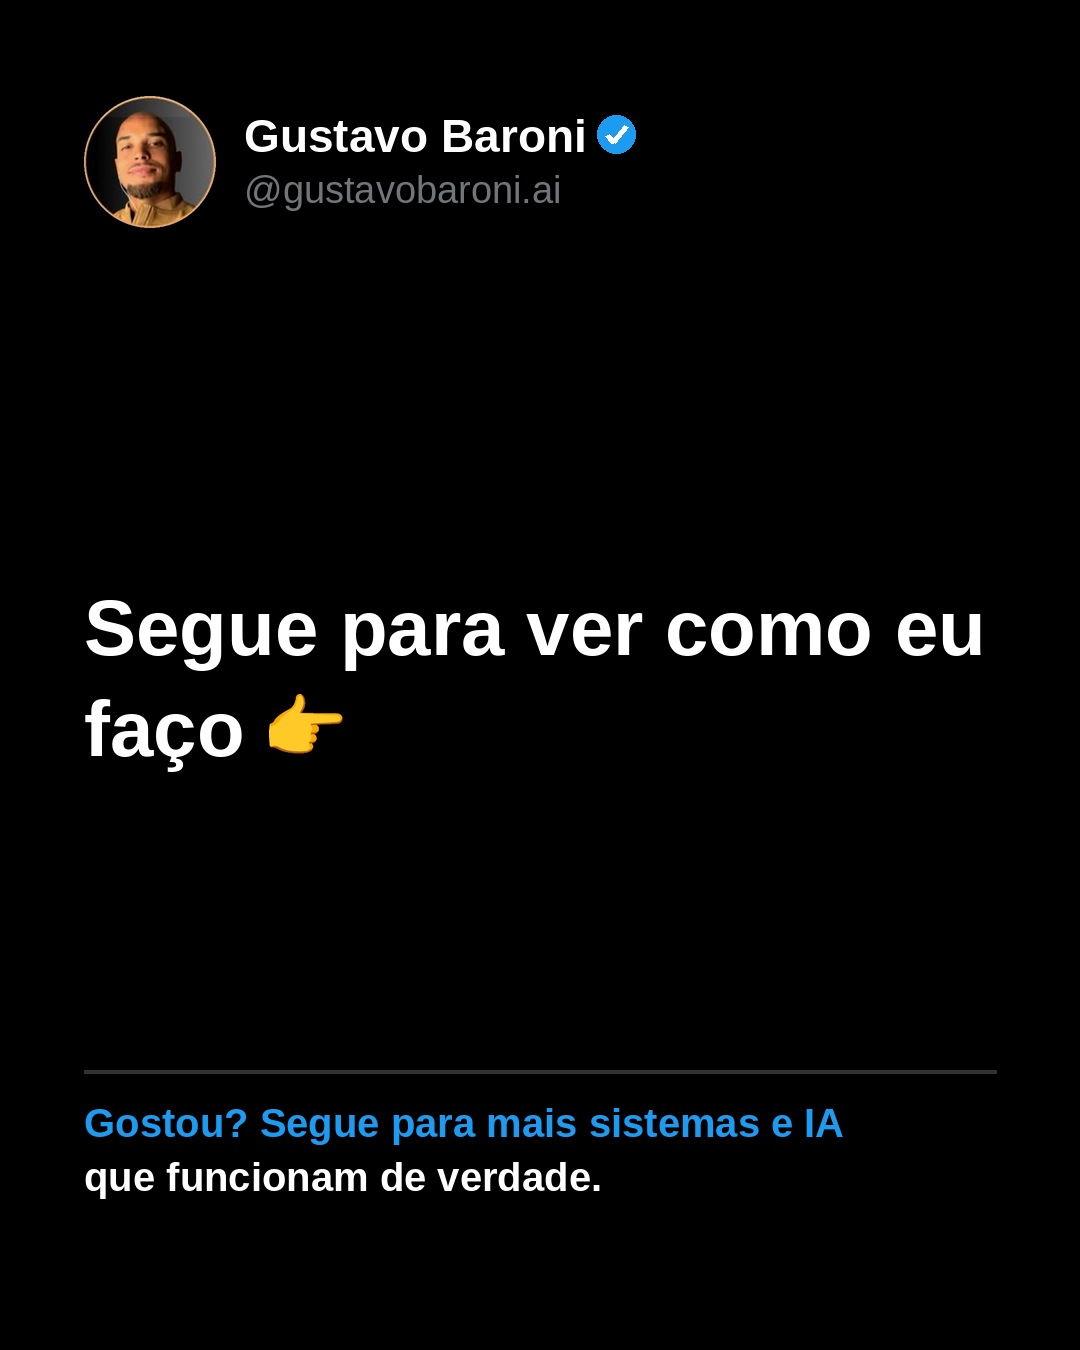 Gustavo Baroni
@gustavobaroni.ai
Segue para ver como eu
faço 👉
Gostou? Segue para mais sistemas e IA
que funcionam de verdade.